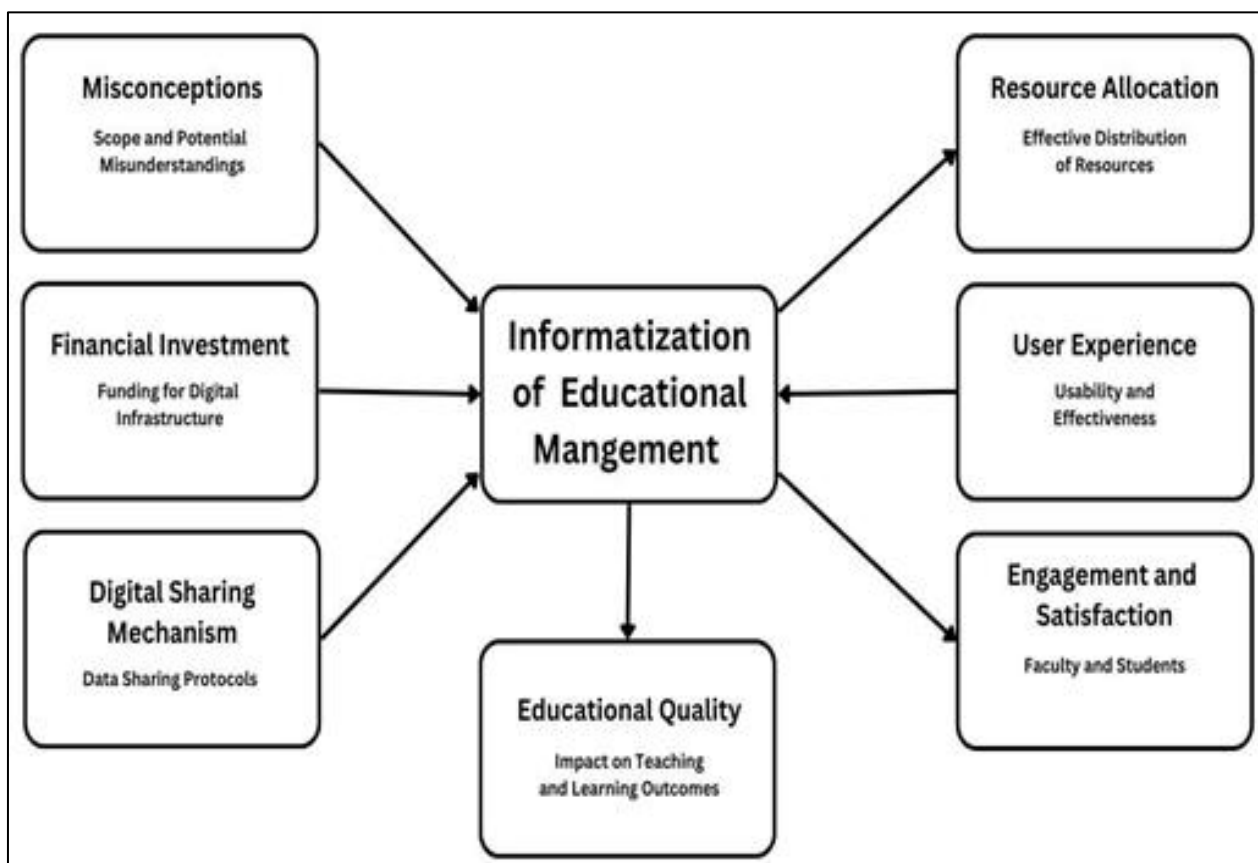 Misconceptions
Scope and Potential
Misunderstandings
Financial Investment
Funding for Digital
Infrastructure
Digital Sharing
Mechanism
Data Sharing Protocols
Informatization
of Educational
Mangement
Educational Quality
Impact on Teaching
and Learning Outcomes
Resource Allocation
Effective Distribution
of Resources
User Experience
Usability and
Effectiveness
Engagement and
Satisfaction
Faculty and Students